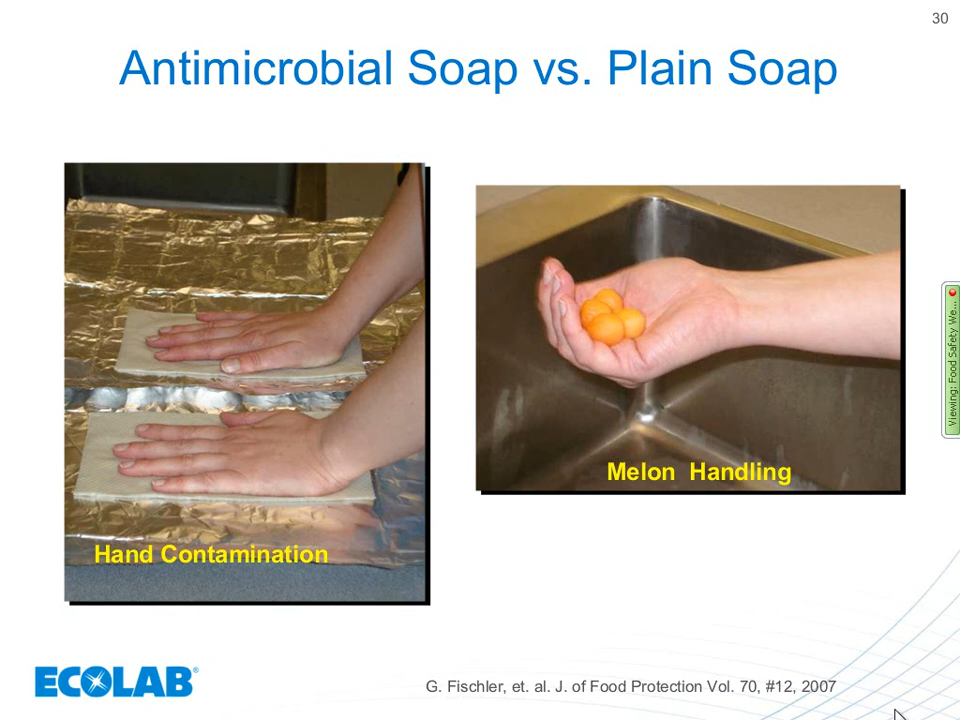 30
Antimicrobial Soap vs. Plain Soap
Hand Contamination
Melon Handling
Viewing: Food Safety We...
ECOLAB®
G. Fischler, et. al. J. of Food Protection Vol. 70, #12, 2007